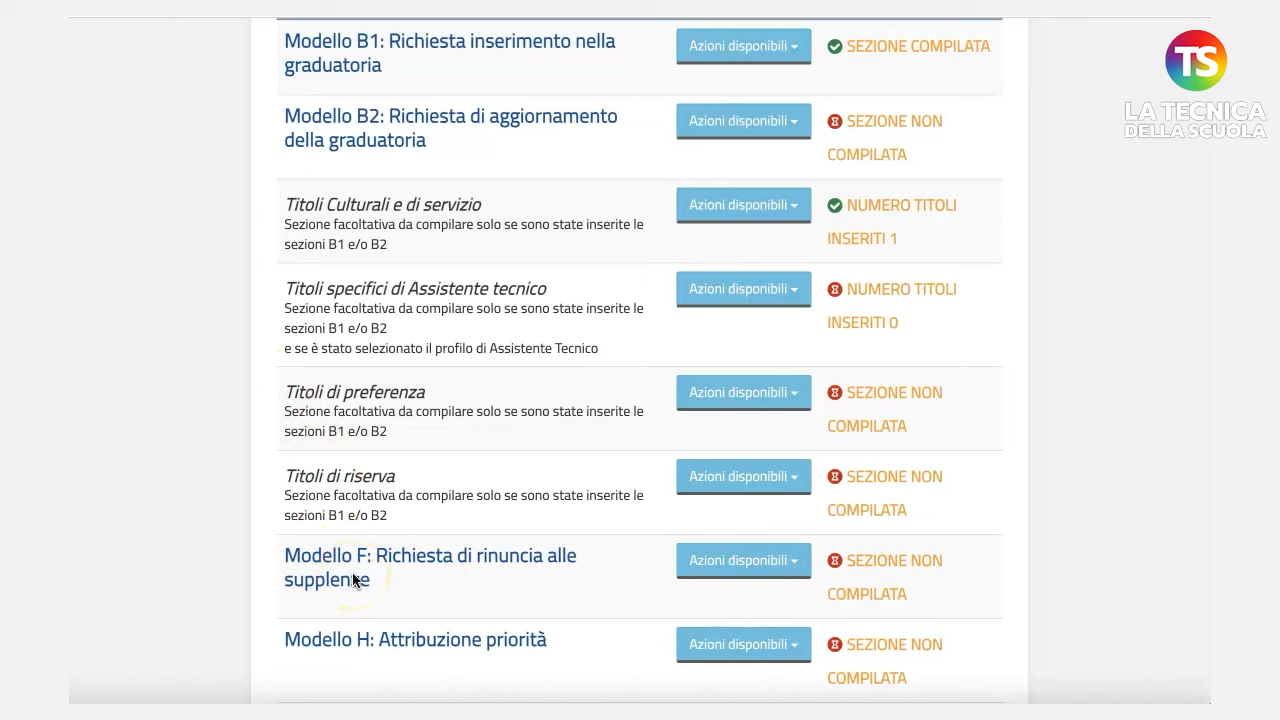 Modello B1: Richiesta inserimento nella
graduatoria
Azioni disponibili
SEZIONE COMPILATA
TS
LA TECNICA
DELLA SCUOLA
Modello B2: Richiesta di aggiornamento
della graduatoria
Azioni disponibili
SEZIONE NON
COMPILATA
Titoli Culturali e di servizio
Sezione facoltativa da compilare solo se sono state inserite le
sezioni B1 e/o B2
Azioni disponibili
NUMERO TITOLI
INSERITI 1
Titoli specifici di Assistente tecnico
Sezione facoltativa da compilare solo se sono state inserite le
sezioni B1 e/o B2
e se è stato selezionato il profilo di Assistente Tecnico
Azioni disponibili
NUMERO TITOLI
INSERITI 0
Titoli di preferenza
Sezione facoltativa da compilare solo se sono state inserite le
sezioni B1 e/o B2
Azioni disponibili
SEZIONE NON
COMPILATA
Titoli di riserva
Sezione facoltativa da compilare solo se sono state inserite le
sezioni B1 e/o B2
Azioni disponibili
SEZIONE NON
COMPILATA
Modello F: Richiesta di rinuncia alle
supplenze
Azioni disponibili
SEZIONE NON
COMPILATA
Modello H: Attribuzione priorità
Azioni disponibili
SEZIONE NON
COMPILATA